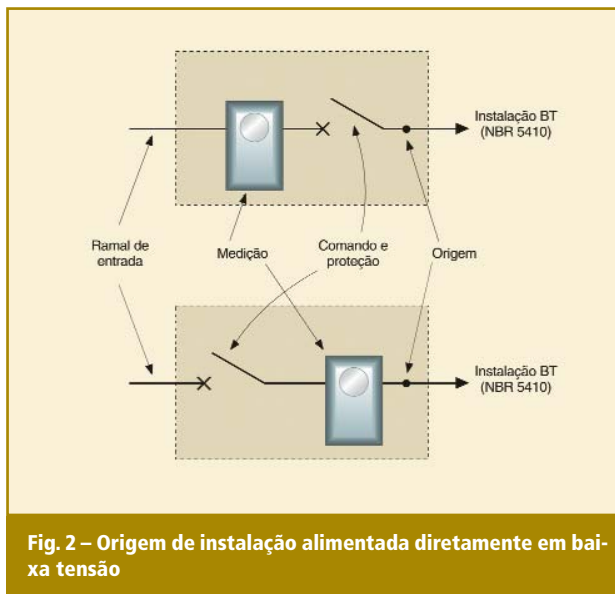 Instalação BT
(NBR 5410)
Ramal de
entrada
Medição
Comando e
proteção
Origem
Instalação BT
(NBR 5410)
Fig. 2 – Origem de instalação alimentada diretamente em bai-
xa tensão